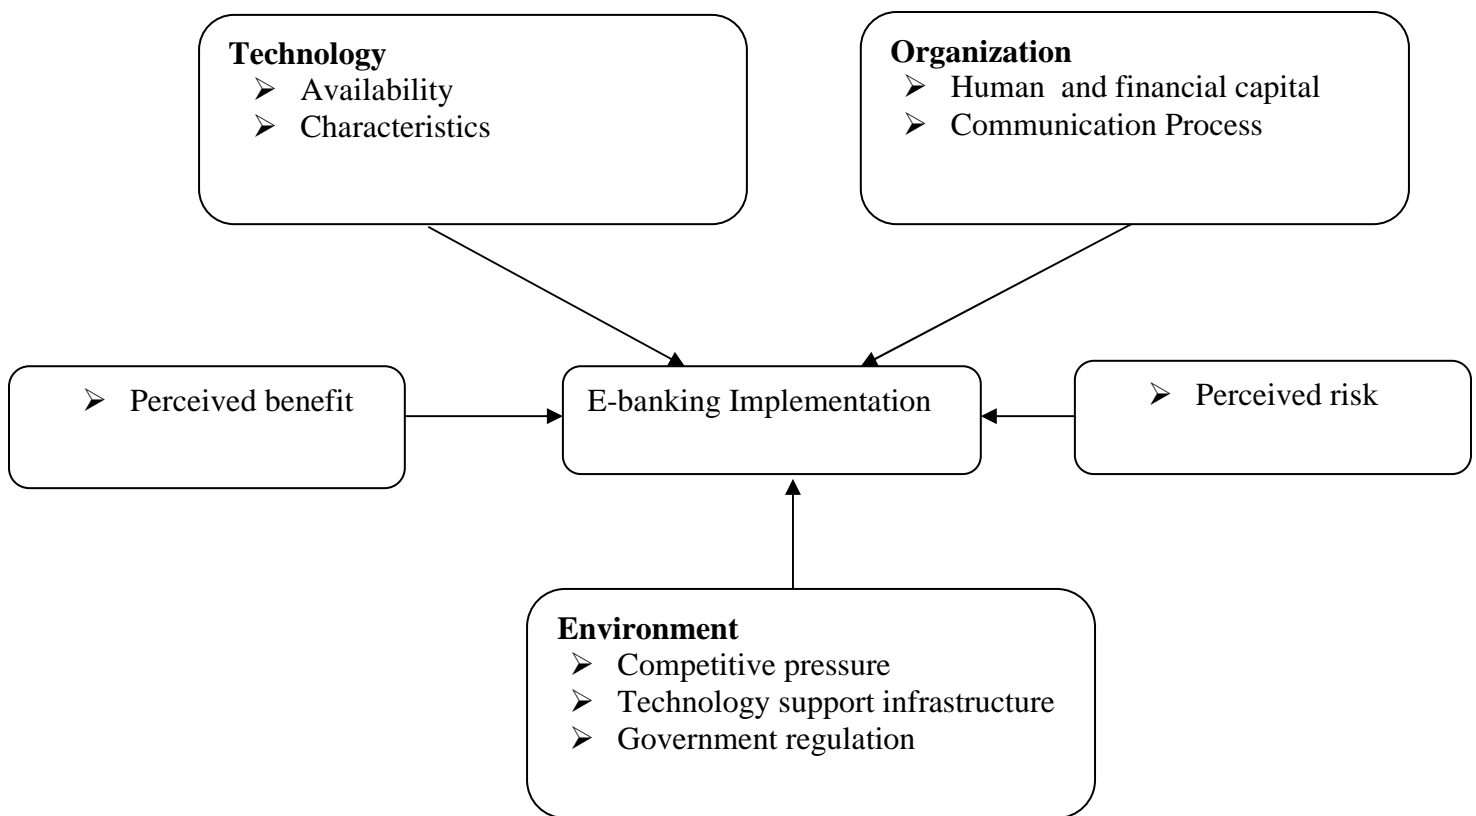 Technology
➢ Availability
➢ Characteristics
Organization
➢ Human and financial capital
➢ Communication Process
➢ Perceived benefit
E-banking Implementation
➢ Perceived risk
Environment
➢ Competitive pressure
➢ Technology support infrastructure
➢ Government regulation